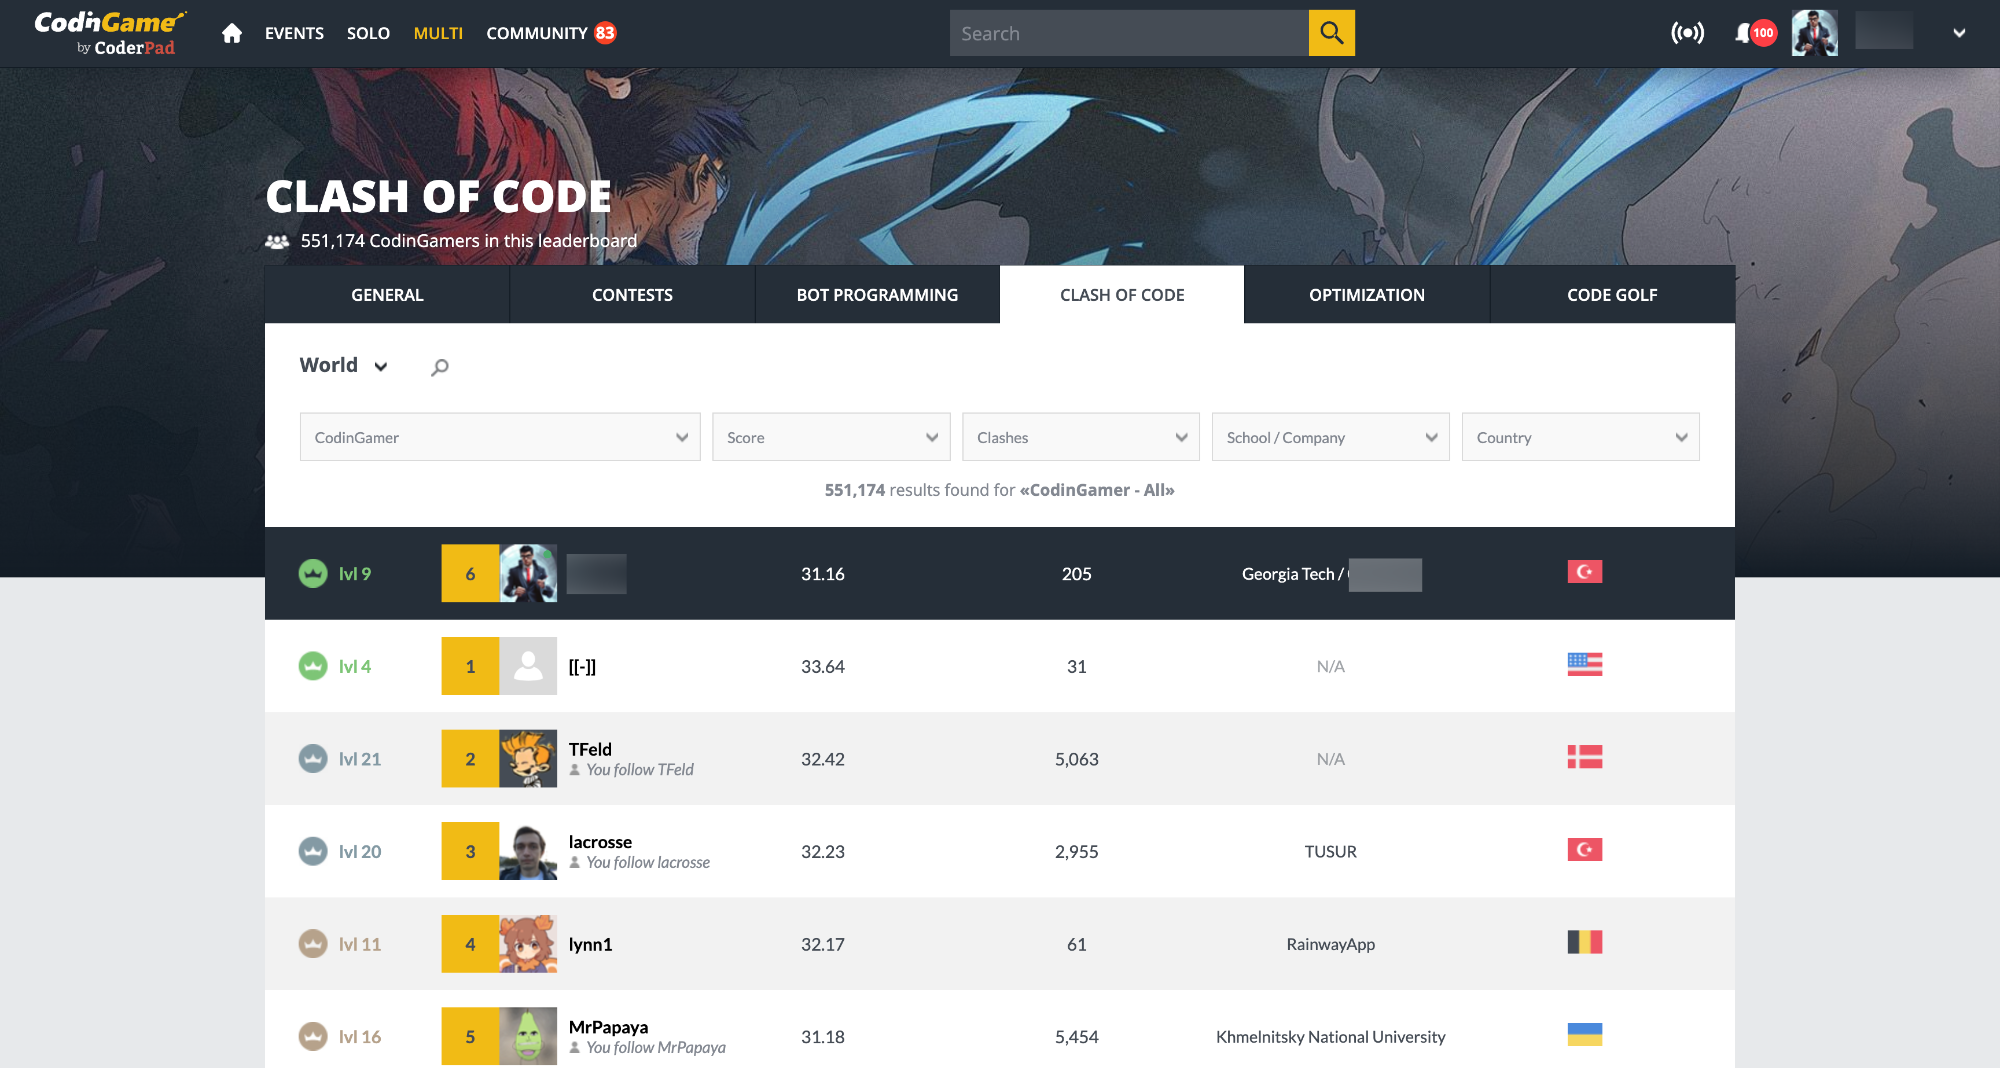 CodinGame
by CoderPad
EVENTS SOLO MULTI COMMUNITY 83
Search
100
CLASH OF CODE
551,174 CodinGamers in this leaderboard
GENERAL CONTESTS BOT PROGRAMMING CLASH OF CODE OPTIMIZATION CODE GOLF
World
CodinGamer Score Clashes School / Company Country
551,174 results found for «CodinGamer - All»
lvl 9 6 31.16 205 Georgia Tech /
lvl 4 1 [[-]] 33.64 31 N/A
lvl 21 2 TFeld 32.42 5,063 N/A
You follow TFeld
lvl 20 3 lacrosse 32.23 2,955 TUSUR
You follow lacrosse
lvl 11 4 lynn1 32.17 61 RainwayApp
lvl 16 5 MrPapaya 31.18 5,454 Khmelnitsky National University
You follow MrPapaya